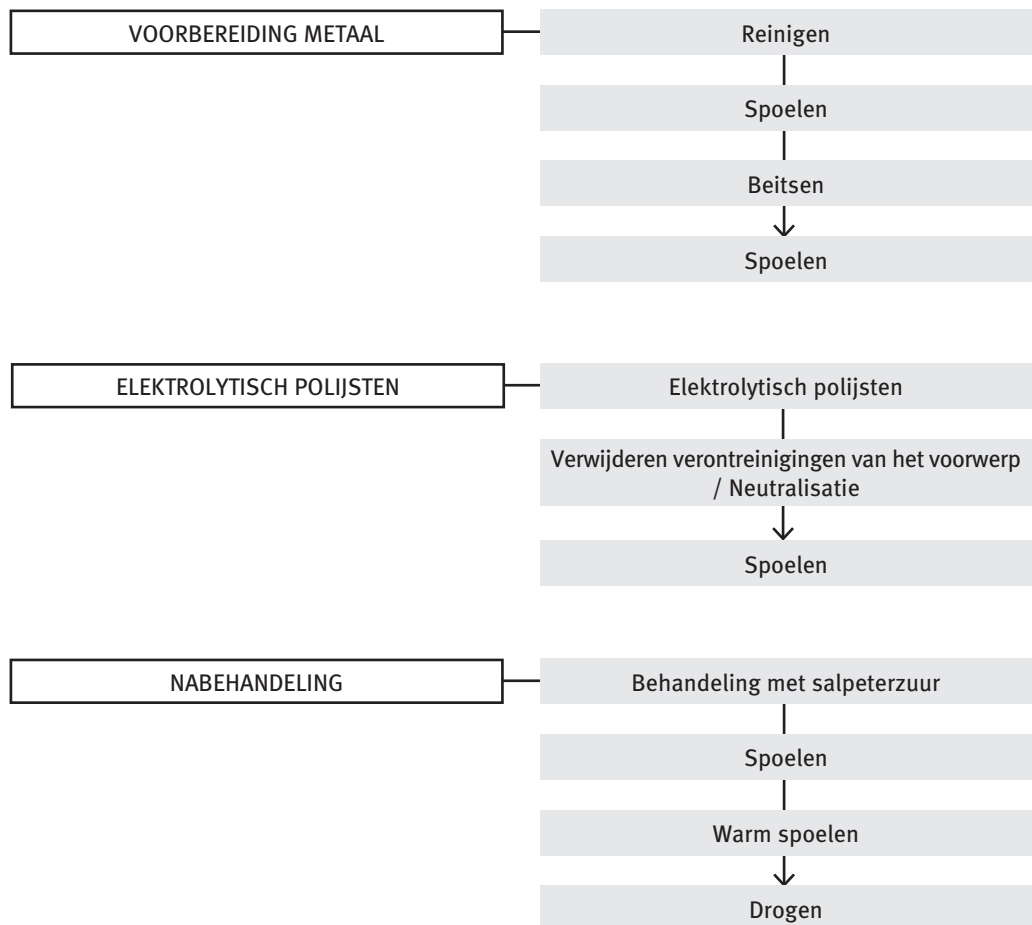 VOORBEREIDING METAAL
Reinigen
Spoelen
Beitsen
Spoelen
ELEKTROLYTISCH POLIJSTEN
Elektrolytisch polijsten
Verwijderen verontreinigingen van het voorwerp
/ Neutralisatie
Spoelen
NABEHANDELING
Behandeling met salpeterzuur
Spoelen
Warm spoelen
Drogen